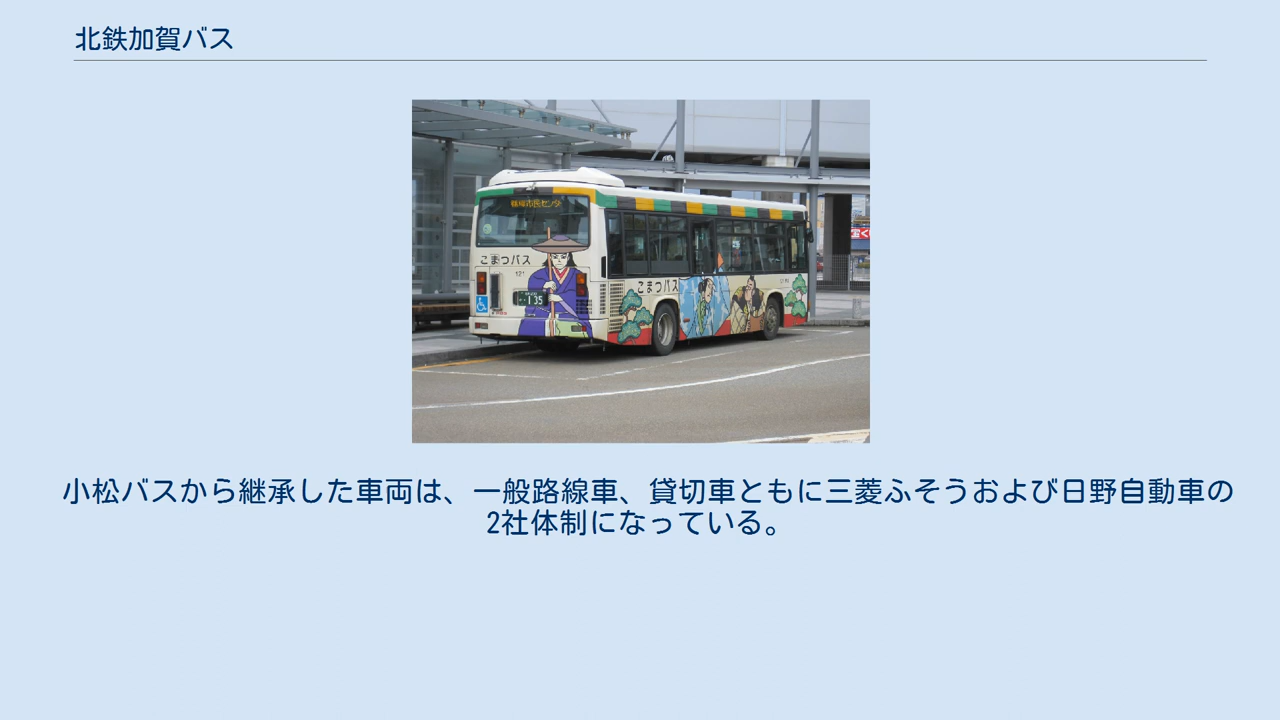 北鉄加賀バス
こまつバス
121
・135
こまつバス
小松バスから継承した車両は、一般路線車、貸切車ともに三菱ふそうおよび日野自動車の
2社体制になっている。